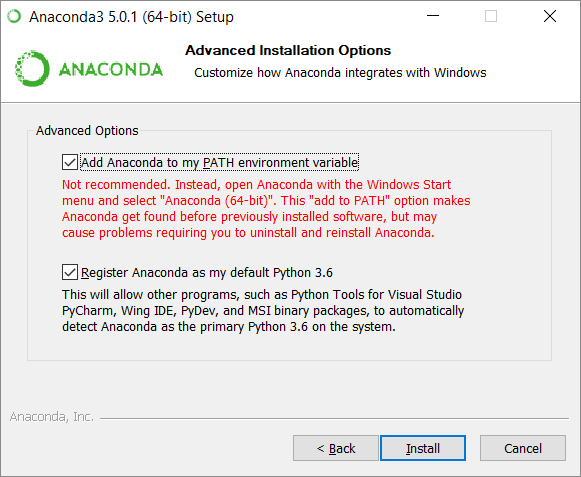 Anaconda3 5.0.1 (64-bit) Setup
ANACONDA
Advanced Installation Options
Customize how Anaconda integrates with Windows
Advanced Options
Add Anaconda to my PATH environment variable
Not recommended. Instead, open Anaconda with the Windows Start
menu and select "Anaconda (64-bit)". This "add to PATH" option makes
Anaconda get found before previously installed software, but may
cause problems requiring you to uninstall and reinstall Anaconda.
Register Anaconda as my default Python 3.6
This will allow other programs, such as Python Tools for Visual Studio
PyCharm, Wing IDE, PyDev, and MSI binary packages, to automatically
detect Anaconda as the primary Python 3.6 on the system.
Anaconda, Inc.
< Back
Install
Cancel